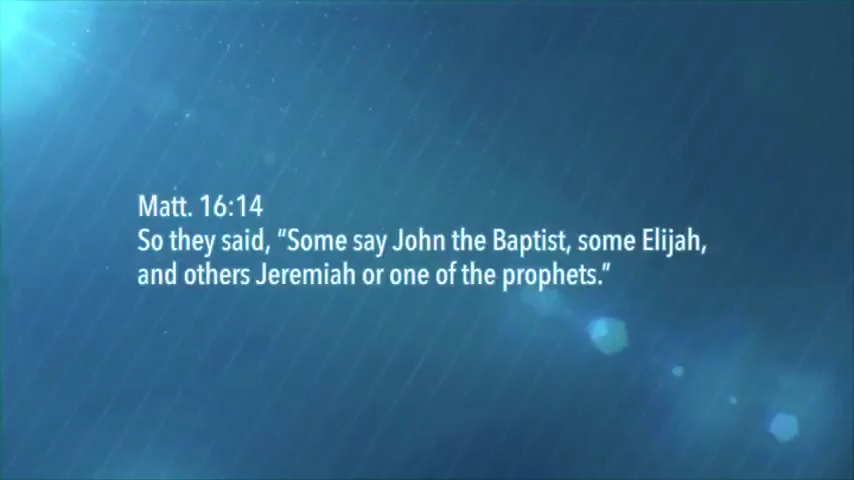 Matt. 16:14
So they said, "Some say John the Baptist, some Elijah,
and others Jeremiah or one of the prophets."